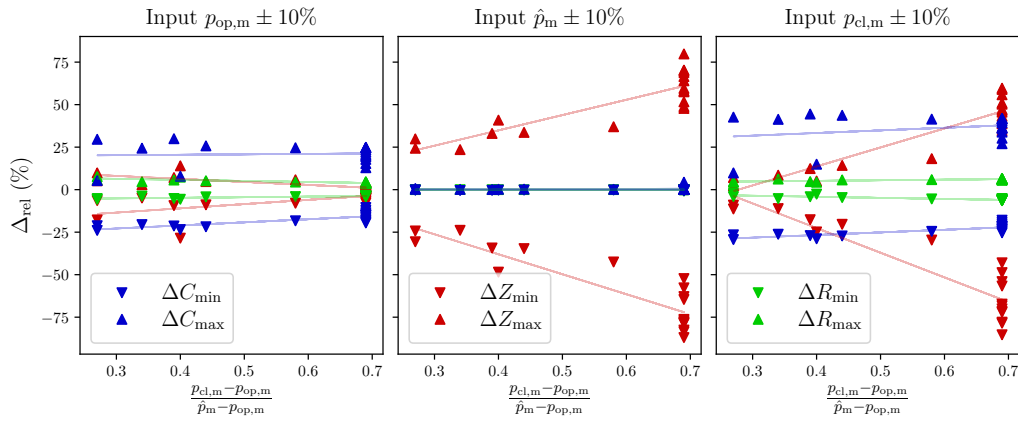 Input p_op,m ± 10%
Input p̂_m ± 10%
Input p_cl,m ± 10%
Δ_rel (%)
75
50
25
0
−25
−50
−75
ΔC_min
ΔC_max
ΔZ_min
ΔZ_max
ΔR_min
ΔR_max
0.3 0.4 0.5 0.6 0.7
0.3 0.4 0.5 0.6 0.7
0.3 0.4 0.5 0.6 0.7
p_cl,m − p_op,m
p̂_m − p_op,m
p_cl,m − p_op,m
p̂_m − p_op,m
p_cl,m − p_op,m
p̂_m − p_op,m